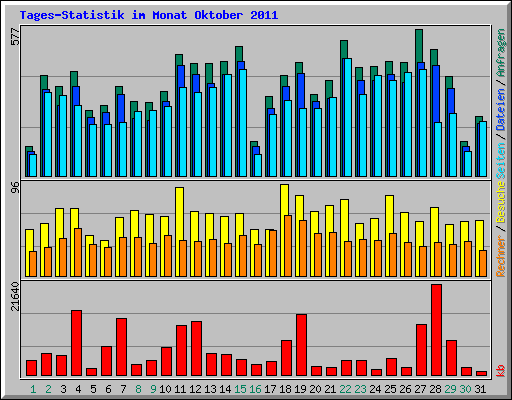 Tages-Statistik im Monat Oktober 2011
577
96
21640
Rechner / Besuche Seiten / Dateien / Anfragen
kb
1 2 3 4 5 6 7 8 9 10 11 12 13 14 15 16 17 18 19 20 21 22 23 24 25 26 27 28 29 30 31